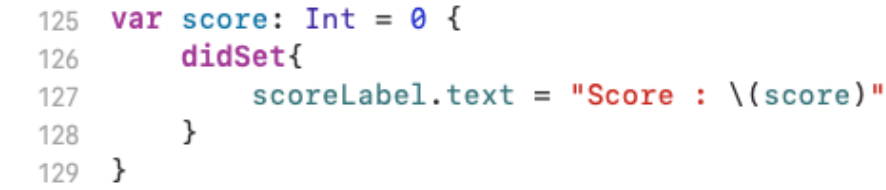 125 var score: Int = 0 {
126 didSet{
127 scoreLabel.text = "Score : \(score)"
128 }
129 }